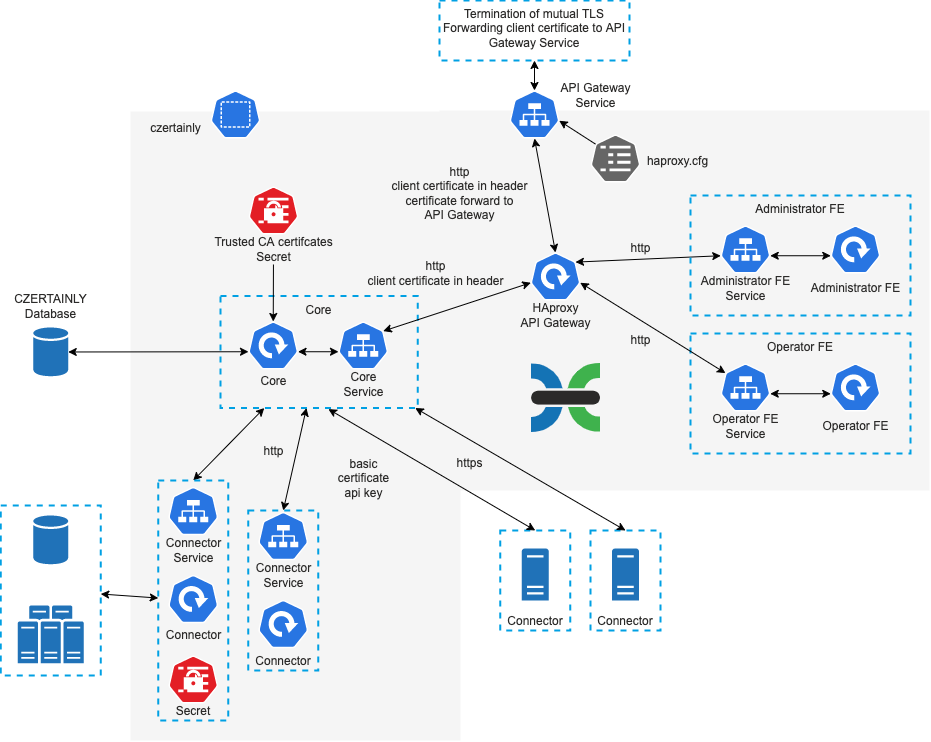 Termination of mutual TLS
Forwarding client certificate to API
Gateway Service
API Gateway
Service
czertainly
haproxy.cfg
http
client certificate in header
certificate forward to
API Gateway
Administrator FE
Trusted CA certifcates
Secret
http
Administrator FE
Service
Administrator FE
http
client certificate in header
CZERTAINLY
Database
Core
HAproxy
API Gateway
http
Operator FE
Core
Core
Service
Operator FE
Service
Operator FE
http
basic
certificate
api key
https
Connector
Service
Connector
Service
Connector
Connector
Connector
Connector
Secret